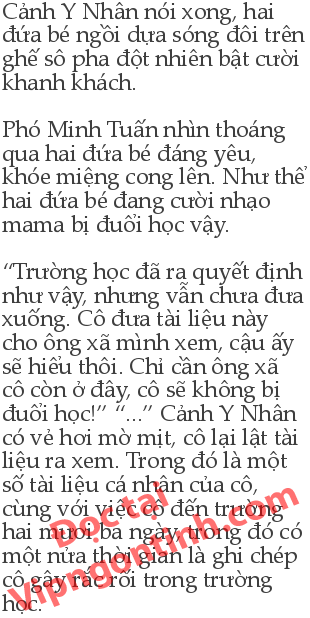 Cảnh Y Nhân nói xong, hai
đứa bé ngồi dựa sóng đôi trên
ghế sô pha đột nhiên bật cười
khanh khách.
Phó Minh Tuấn nhìn thoáng
qua hai đứa bé đáng yêu,
khóe miệng cong lên. Như thể
hai đứa bé đang cười nhạo
mama bị đuổi học vậy.
“Trường học đã ra quyết định
như vậy, nhưng vẫn chưa đưa
xuống. Cô đưa tài liệu này
cho ông xã mình xem, cậu ấy
sẽ hiểu thôi. Chỉ cần ông xã
cô còn ở đây, cô sẽ không bị
đuổi học!” “...” Cảnh Y Nhân
có vẻ hơi mờ mịt, cô lại lật tài
liệu ra xem. Trong đó là một
số tài liệu cá nhân của cô,
cùng với việc cô đến trường
hai mươi ba ngày, trong đó có
một nửa thời gian là ghi chép
cô gây rắc rối trong trường
học.
Đọc tại
Vipngontinh.com